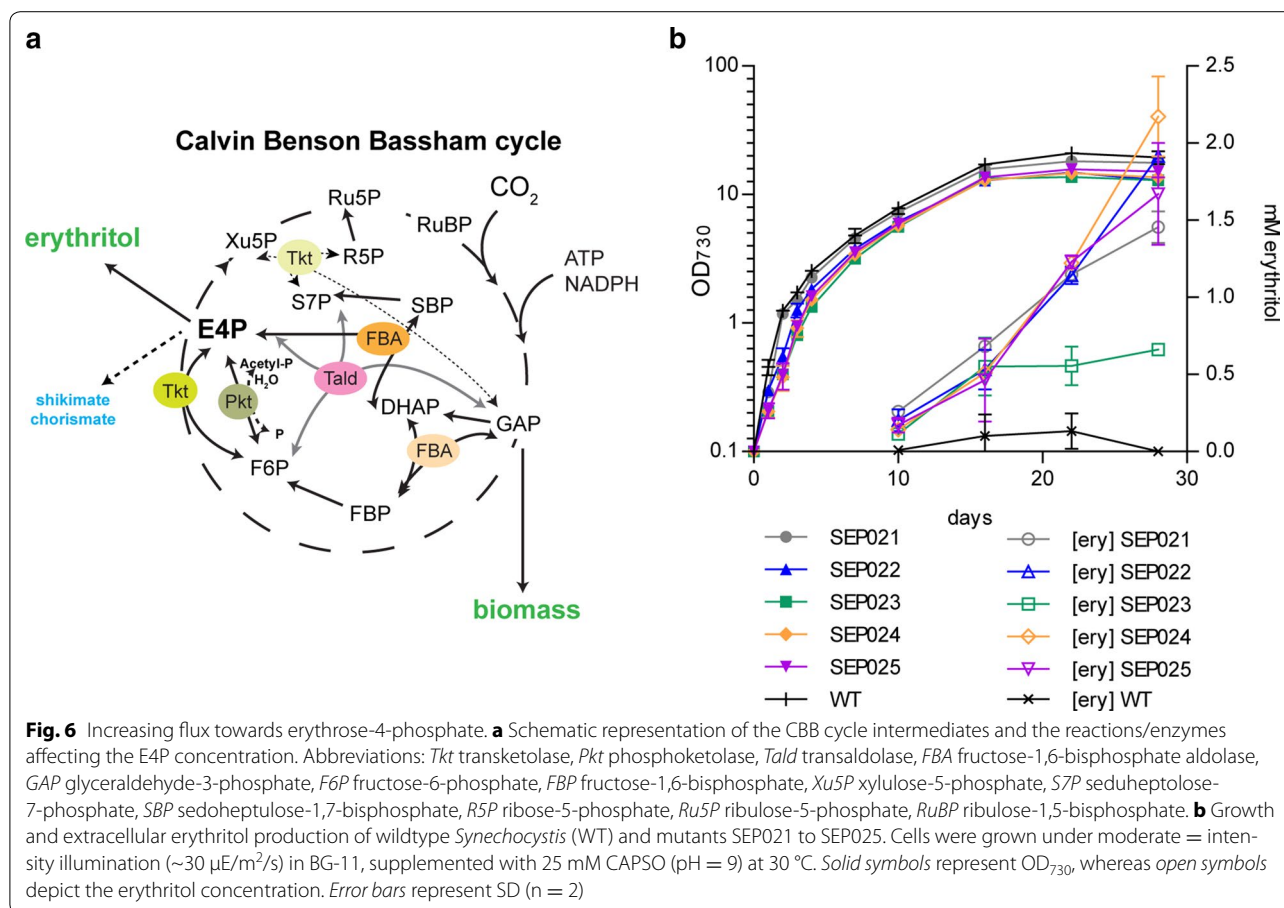 a
Calvin Benson Bassham cycle
Ru5P
RuBP
CO2
erythritol
Xu5P
Tkt
R5P
ATP
NADPH
S7P
SBP
E4P
FBA
Acetyl-P
H2O
Tald
shikimate
chorismate
Tkt
Pkt
P
DHAP
GAP
F6P
FBA
FBP
biomass
b
100
10
1
0.1
OD730
2.5
2.0
1.5
1.0
0.5
0.0
mM erythritol
0
10
20
30
days
SEP021
[ery] SEP021
SEP022
[ery] SEP022
SEP023
[ery] SEP023
SEP024
[ery] SEP024
SEP025
[ery] SEP025
WT
[ery] WT
Fig. 6 Increasing flux towards erythrose-4-phosphate. a Schematic representation of the CBB cycle intermediates and the reactions/enzymes
affecting the E4P concentration. Abbreviations: Tkt transketolase, Pkt phosphoketolase, Tald transaldolase, FBA fructose-1,6-bisphosphate aldolase,
GAP glyceraldehyde-3-phosphate, F6P fructose-6-phosphate, FBP fructose-1,6-bisphosphate, Xu5P xylulose-5-phosphate, S7P seduheptolose-
7-phosphate, SBP sedoheptulose-1,7-bisphosphate, R5P ribose-5-phosphate, Ru5P ribulose-5-phosphate, RuBP ribulose-1,5-bisphosphate. b Growth
and extracellular erythritol production of wildtype Synechocystis (WT) and mutants SEP021 to SEP025. Cells were grown under moderate = inten-
sity illumination (~30 µE/m²/s) in BG-11, supplemented with 25 mM CAPSO (pH = 9) at 30 °C. Solid symbols represent OD730, whereas open symbols
depict the erythritol concentration. Error bars represent SD (n = 2)